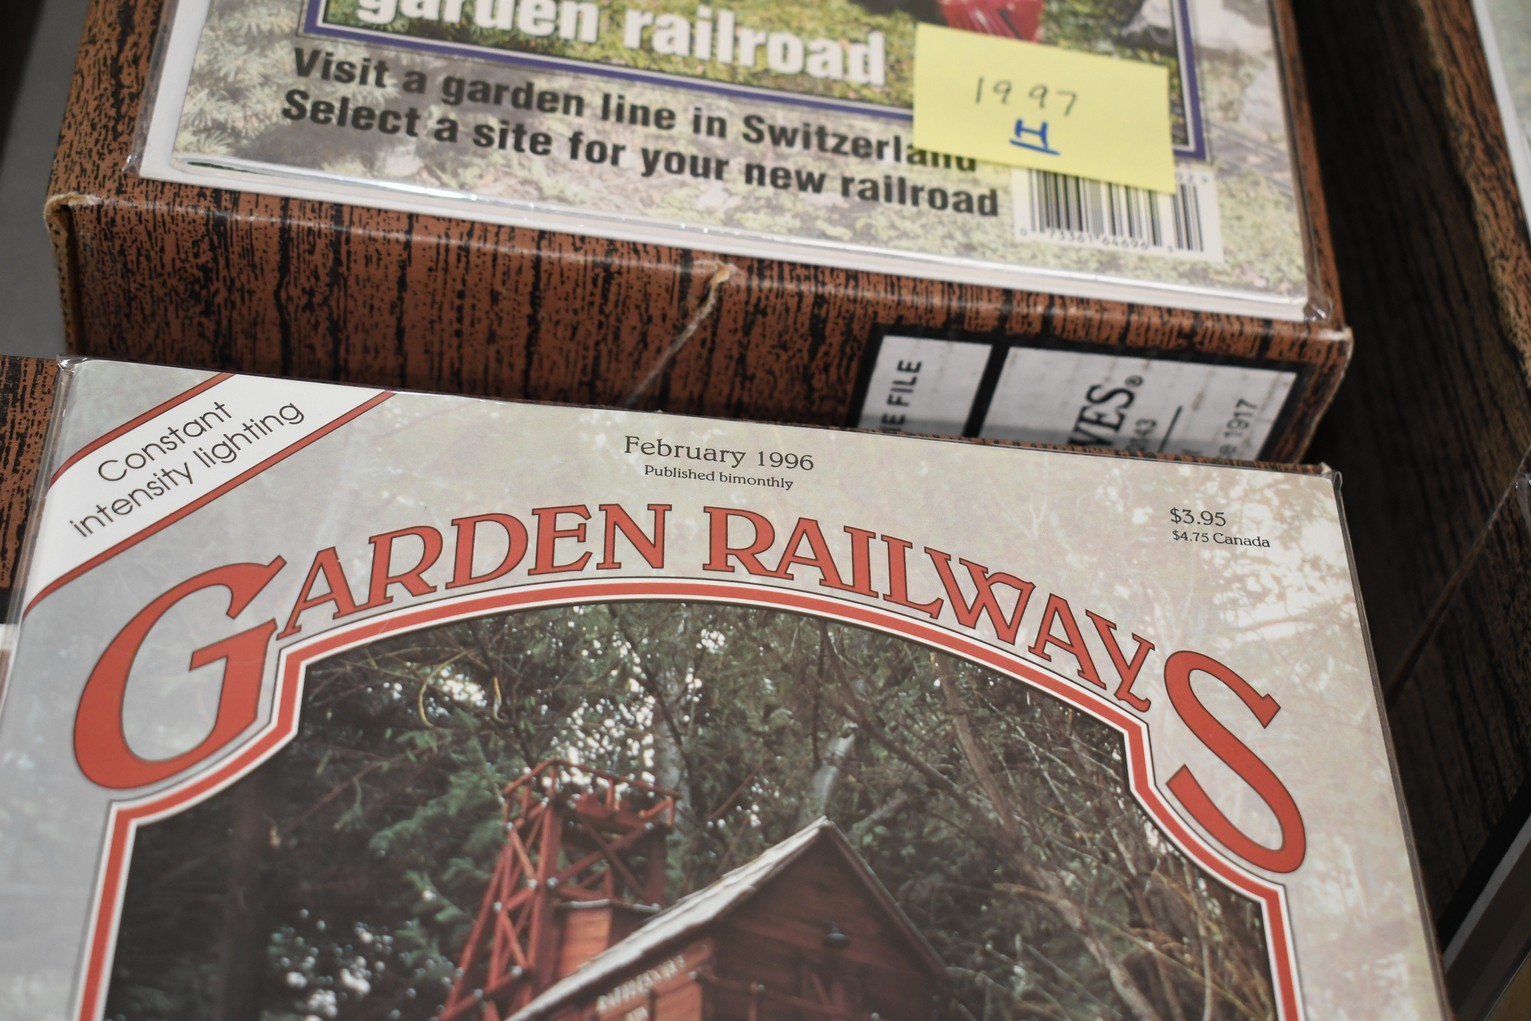 garden railroad
Visit a garden line in Switzerland
Select a site for your new railroad
1997
H
FILE
1917
Constant
intensity lighting
February 1996
Published bimonthly
$3.95
$4.75 Canada
GARDEN RAILWAYS